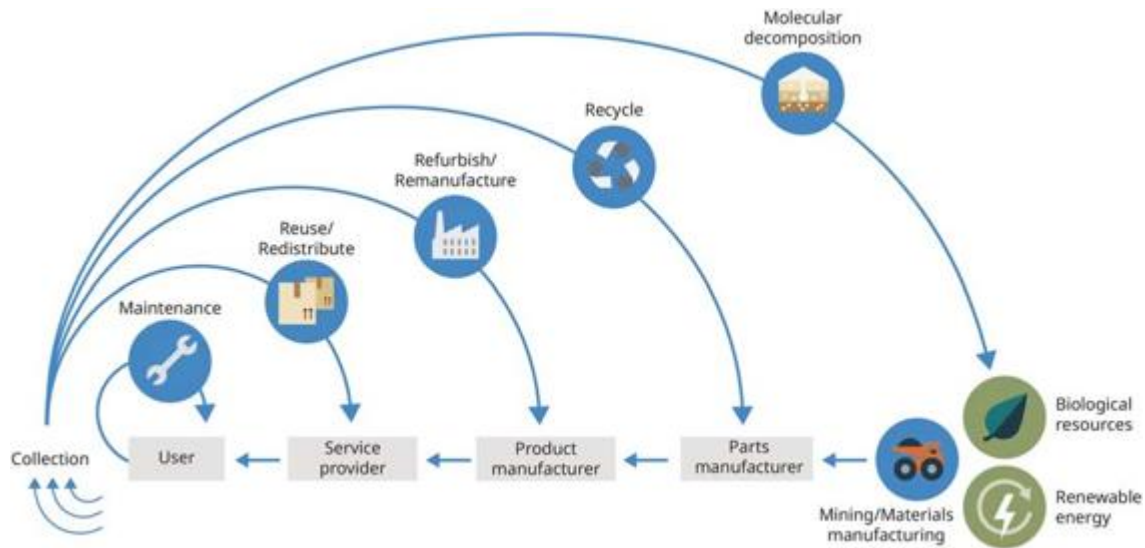 Molecular
decomposition
Recycle
Refurbish/
Remanufacture
Reuse/
Redistribute
Maintenance
Biological
resources
Collection
User
Service
provider
Product
manufacturer
Parts
manufacturer
Mining/Materials
manufacturing
Renewable
energy